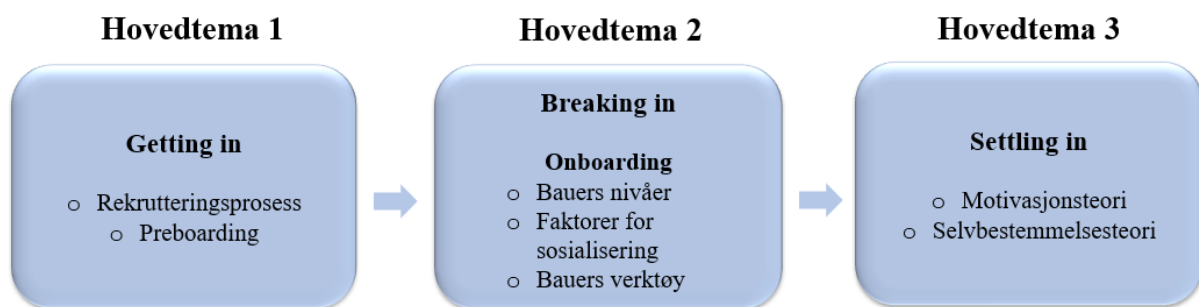 Hovedtema 1
Getting in
o Rekrutteringsprosess
o Preboarding
Hovedtema 2
Breaking in
Onboarding
o Bauers nivåer
o Faktorer for
sosialisering
o Bauers verktøy
Hovedtema 3
Settling in
o Motivasjonsteori
o Selvbestemmelsesteori